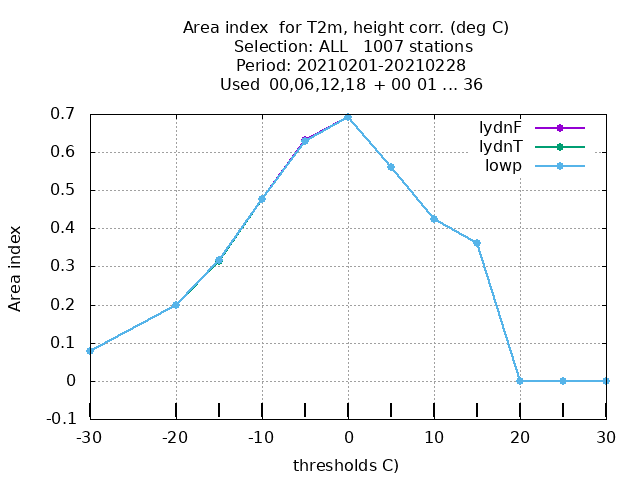 Area index  for T2m, height corr. (deg C)
Selection: ALL   1007 stations
Period: 20210201-20210228
Used  00,06,12,18  + 00 01 ... 36
0.7
0.6
0.5
0.4
0.3
0.2
0.1
0
-0.1
Area index
lydnF
lydnT
lowp
-30
-20
-10
0
10
20
30
thresholds C)